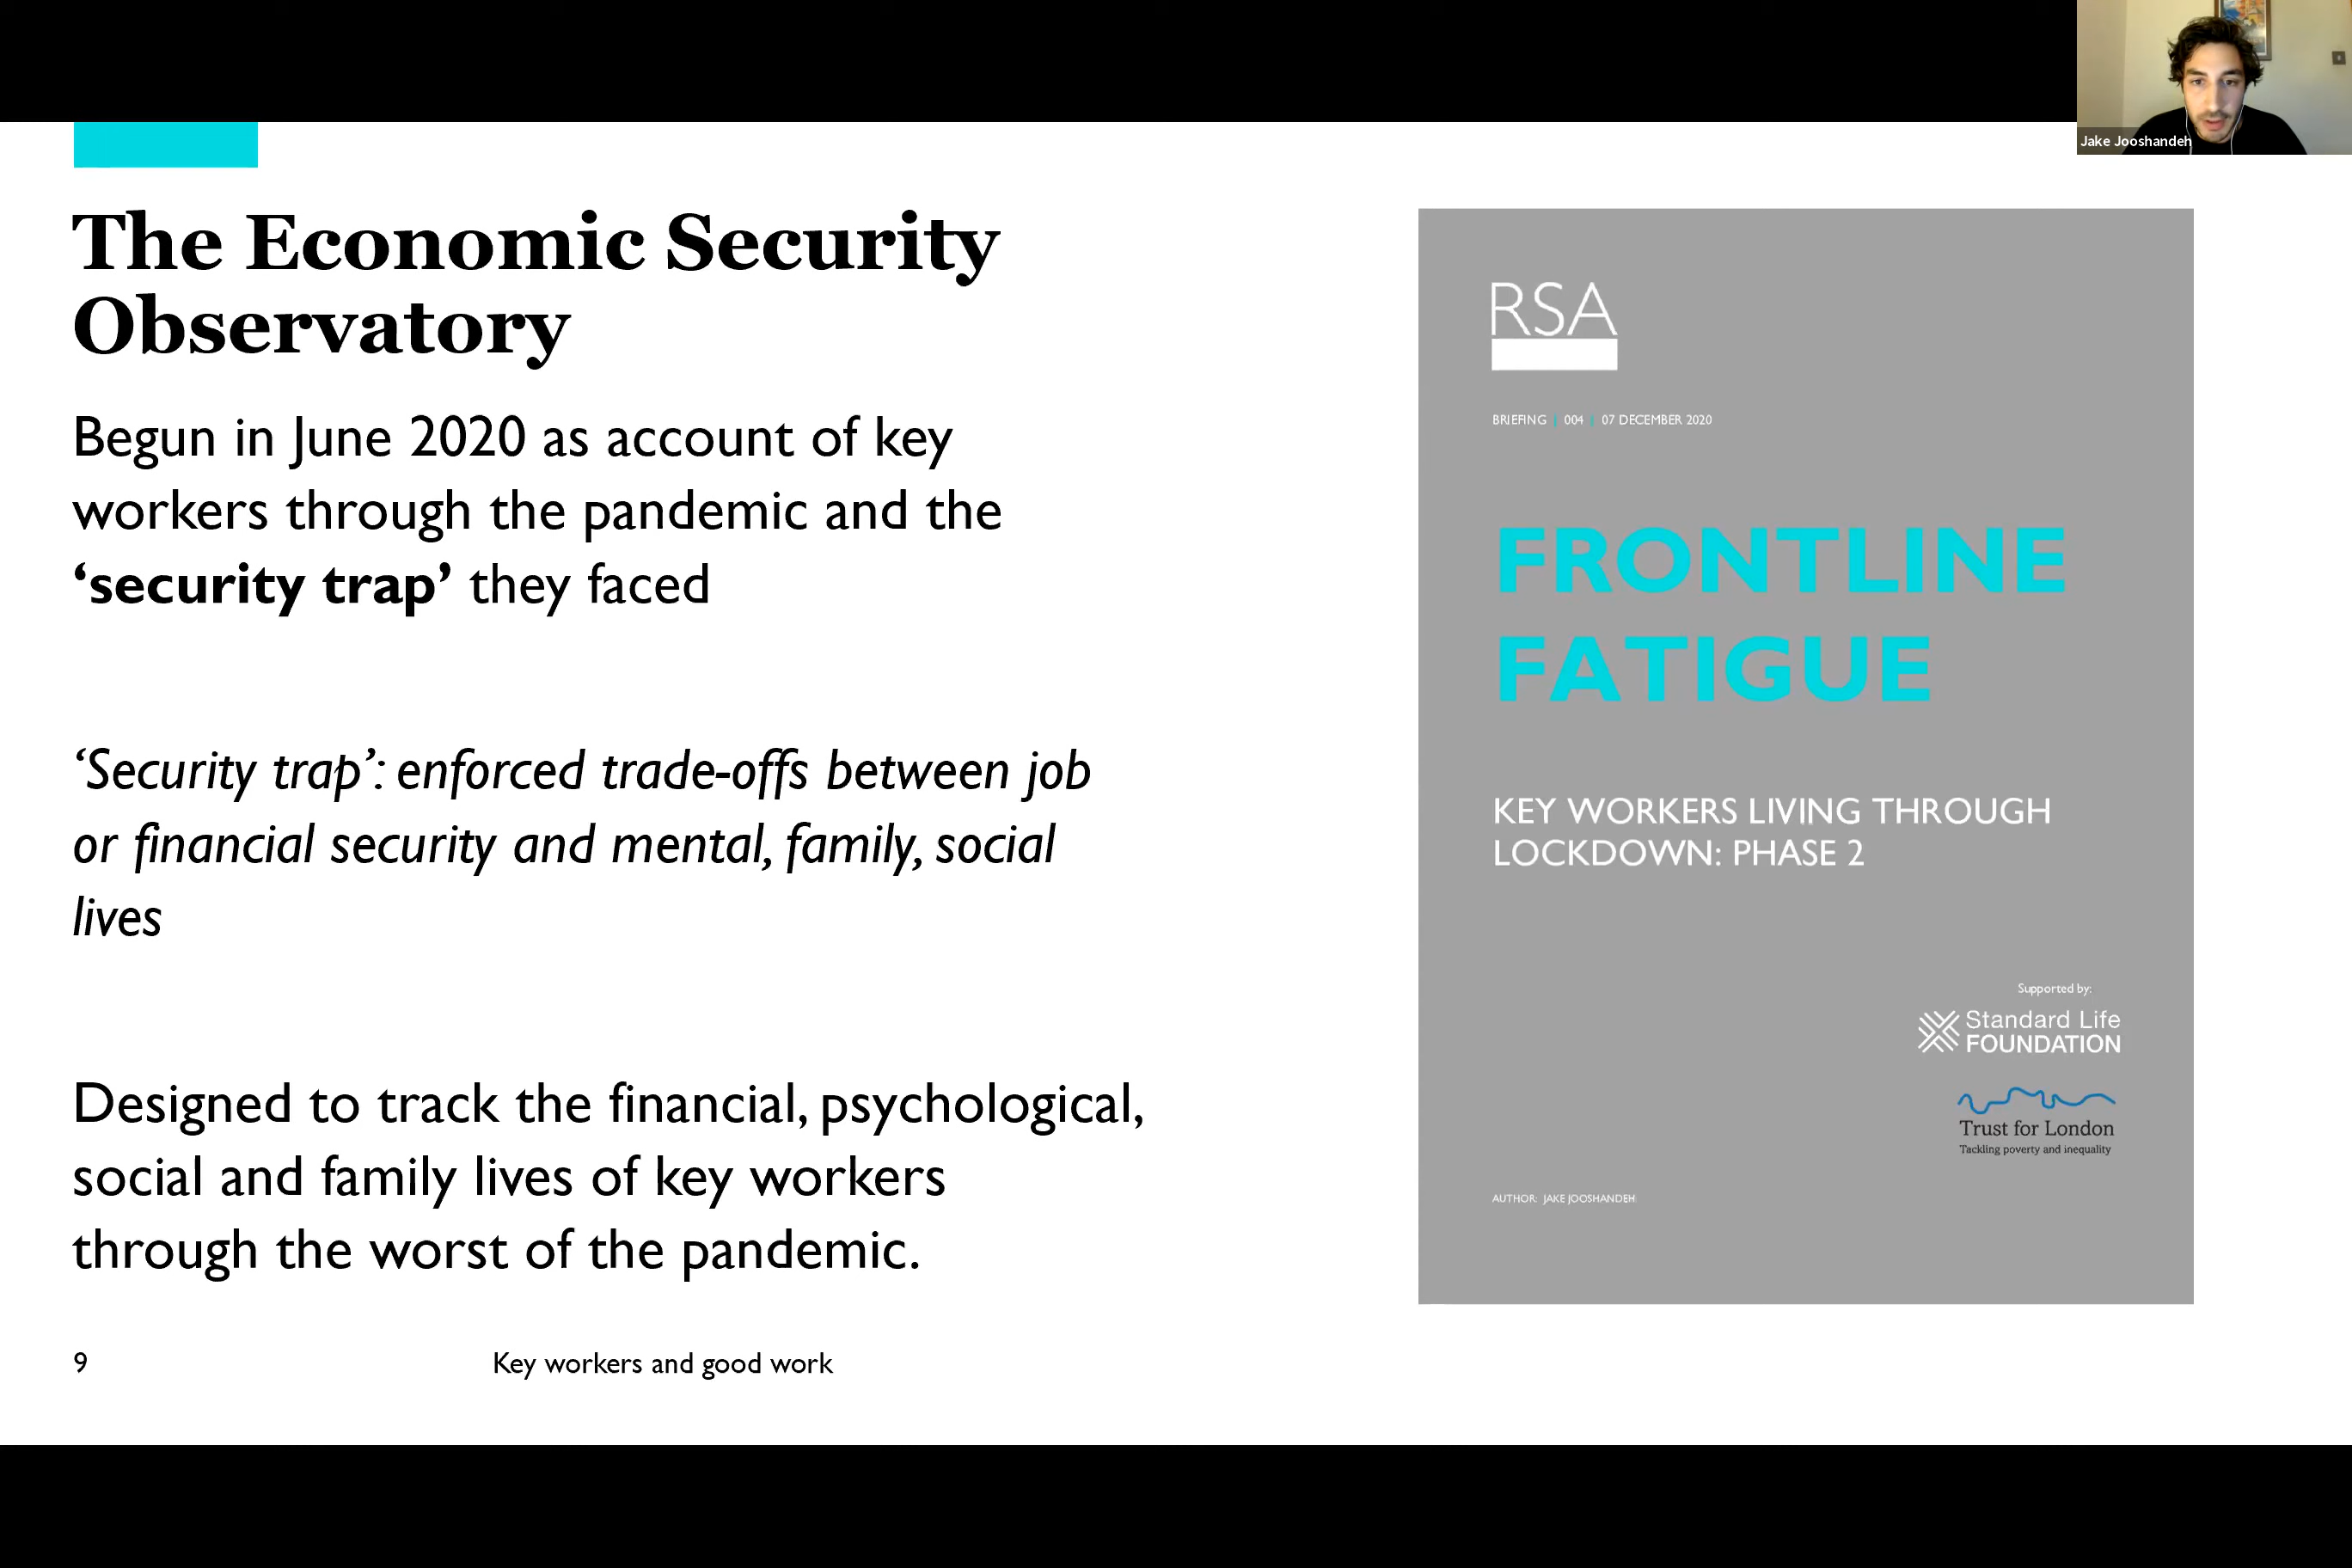 Jake Jooshandeh
The Economic Security
Observatory
Begun in June 2020 as account of key
workers through the pandemic and the
‘security trap’ they faced
‘Security trap’: enforced trade-offs between job
or financial security and mental, family, social
lives
Designed to track the financial, psychological,
social and family lives of key workers
through the worst of the pandemic.
9
Key workers and good work
RSA
BRIEFING | 004 | 07 DECEMBER 2020
FRONTLINE
FATIGUE
KEY WORKERS LIVING THROUGH
LOCKDOWN: PHASE 2
Supported by:
Standard Life
FOUNDATION
Trust for London
Tackling poverty and inequality
AUTHOR: JAKE JOOSHANDEH